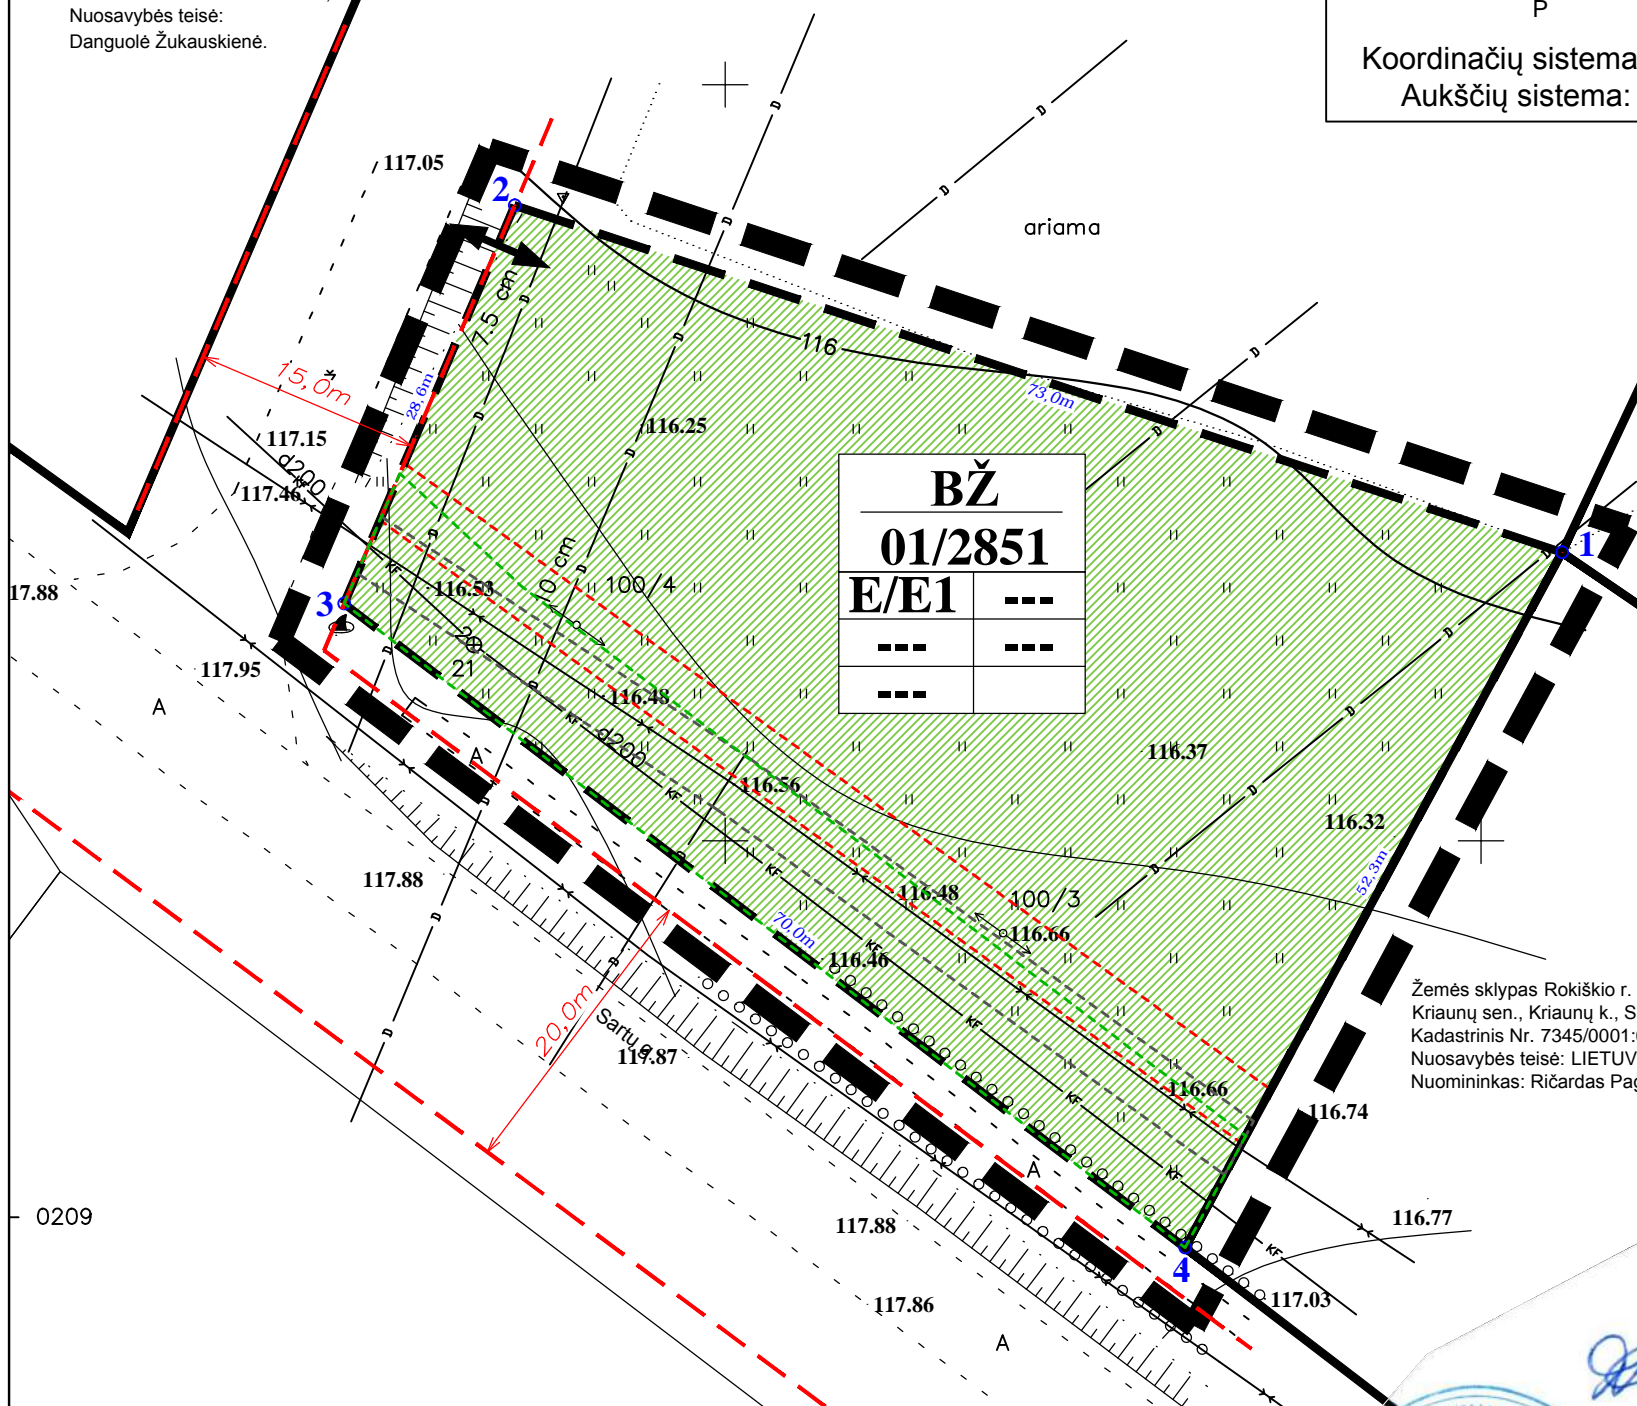 Nuosavybės teisė:
Danguolė Žukauskienė.
P
Koordinačių sistema
Aukščių sistema:
117.05
2
ariama
7.5 cm
116
15,0m
Ž
28,6m
73,0m
116.25
117.15
d200
117.46
BŽ
01/2851
E/E1 ---
--- ---
---
1
10 cm
100/4
116.53
17.88
3
20
21
117.95
A
116.48
d200
A
116.37
116.56
116.32
117.88
52,3m
116.48
100/3
116.66
70,0m
116.46
20,0m
Sartų g.
117.87
Žemės sklypas Rokiškio r.
Kriaunų sen., Kriaunų k., S
Kadastrinis Nr. 7345/0001:
Nuosavybės teisė: LIETUV
Nuomininkas: Ričardas Pag
116.66
116.74
A
0209
117.88
116.77
4
117.86
117.03
A
D
KF